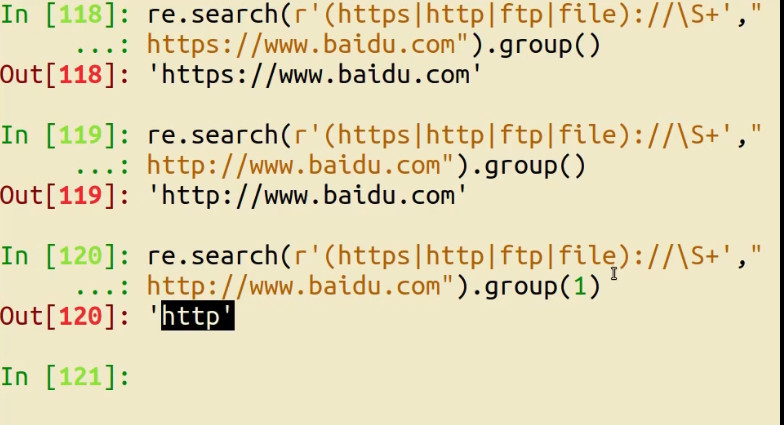 In [118]: re.search(r'(https|http|ftp|file)://\S+',"
...: https://www.baidu.com").group()
Out[118]: 'https://www.baidu.com'
In [119]: re.search(r'(https|http|ftp|file)://\S+',"
...: http://www.baidu.com").group()
Out[119]: 'http://www.baidu.com'
In [120]: re.search(r'(https|http|ftp|file)://\S+',"
...: http://www.baidu.com").group(1)
Out[120]: 'http'
In [121]: